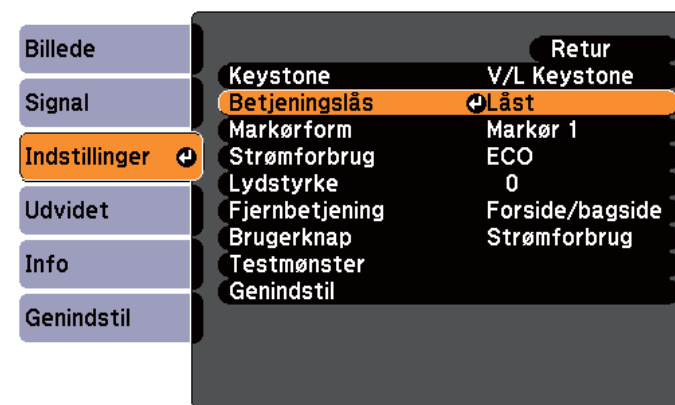 Billede
Signal
Indstillinger
Udvidet
Info
Genindstil
Retur
Keystone V/L Keystone
Betjeningslås Låst
Markørform Markør 1
Strømforbrug ECO
Lydstyrke 0
Fjernbetjening Forside/bagside
Brugerknap Strømforbrug
Testmønster
Genindstil